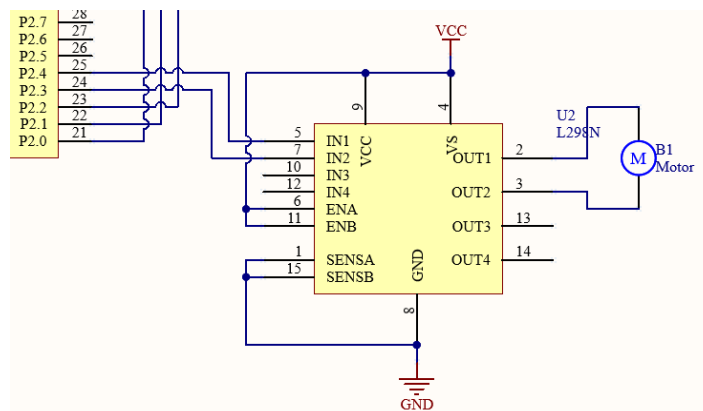 P2.7 28
P2.6 27
P2.5 26
P2.4 25
P2.3 24
P2.2 23
P2.1 22
P2.0 21
VCC
9
4
5 IN1
7 IN2
10 IN3
12 IN4
6 ENA
11 ENB
1 SENSA
15 SENSB
VCC
VS
GND
OUT1 2
OUT2 3
OUT3 13
OUT4 14
8
GND
U2
L298N
M
B1
Motor